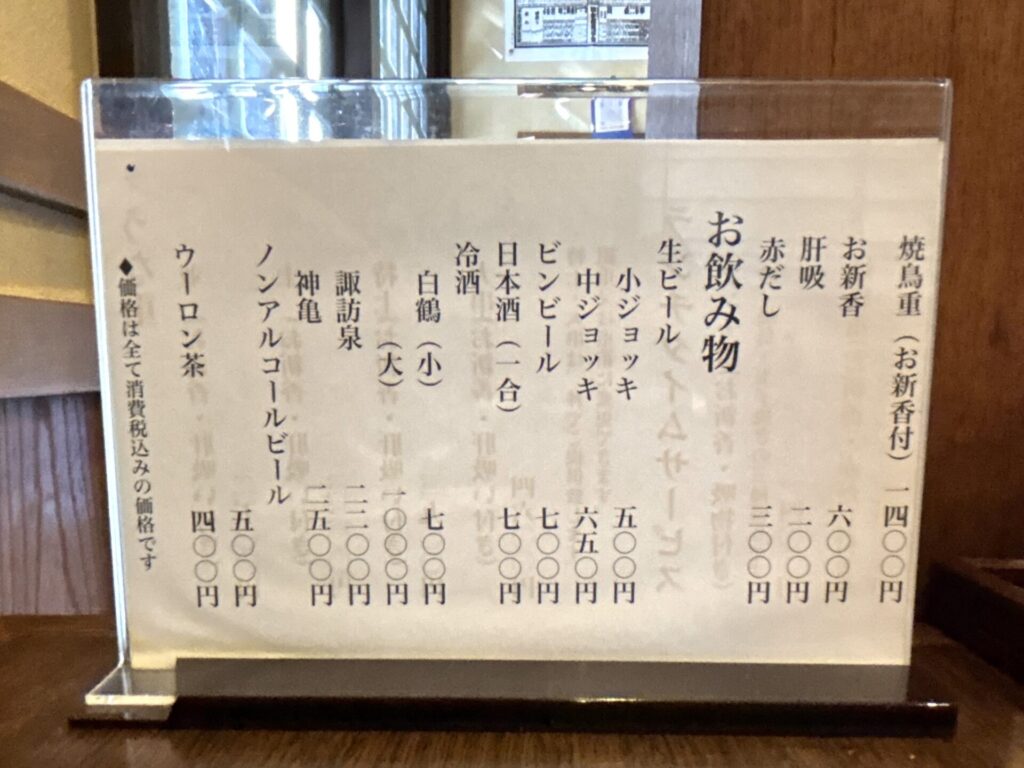 焼鳥重（お新香付） 一四〇〇円
お新香 六〇〇円
肝吸 二〇〇円
赤だし 三〇〇円
お飲み物
生ビール
小ジョッキ 五〇〇円
中ジョッキ 六五〇円
ビンビール 七〇〇円
日本酒（一合） 七〇〇円
冷酒
白鶴（小） 七〇〇円
（大） 一〇〇〇円
諏訪泉 二二〇〇円
神亀 二五〇〇円
ノンアルコールビール 五〇〇円
ウーロン茶 四〇〇円
◆価格は全て消費税込みの価格です